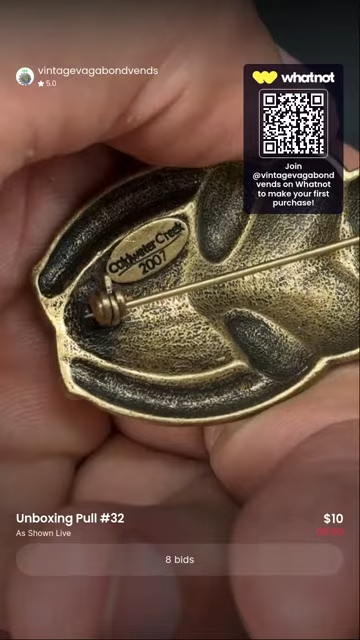 vintagevagabondvends
5.0
whatnot
Join
@vintagevagabond
vends on Whatnot
to make your first
purchase!
Coldwater Creek
2007
Unboxing Pull #32
$10
As Shown Live
8 bids